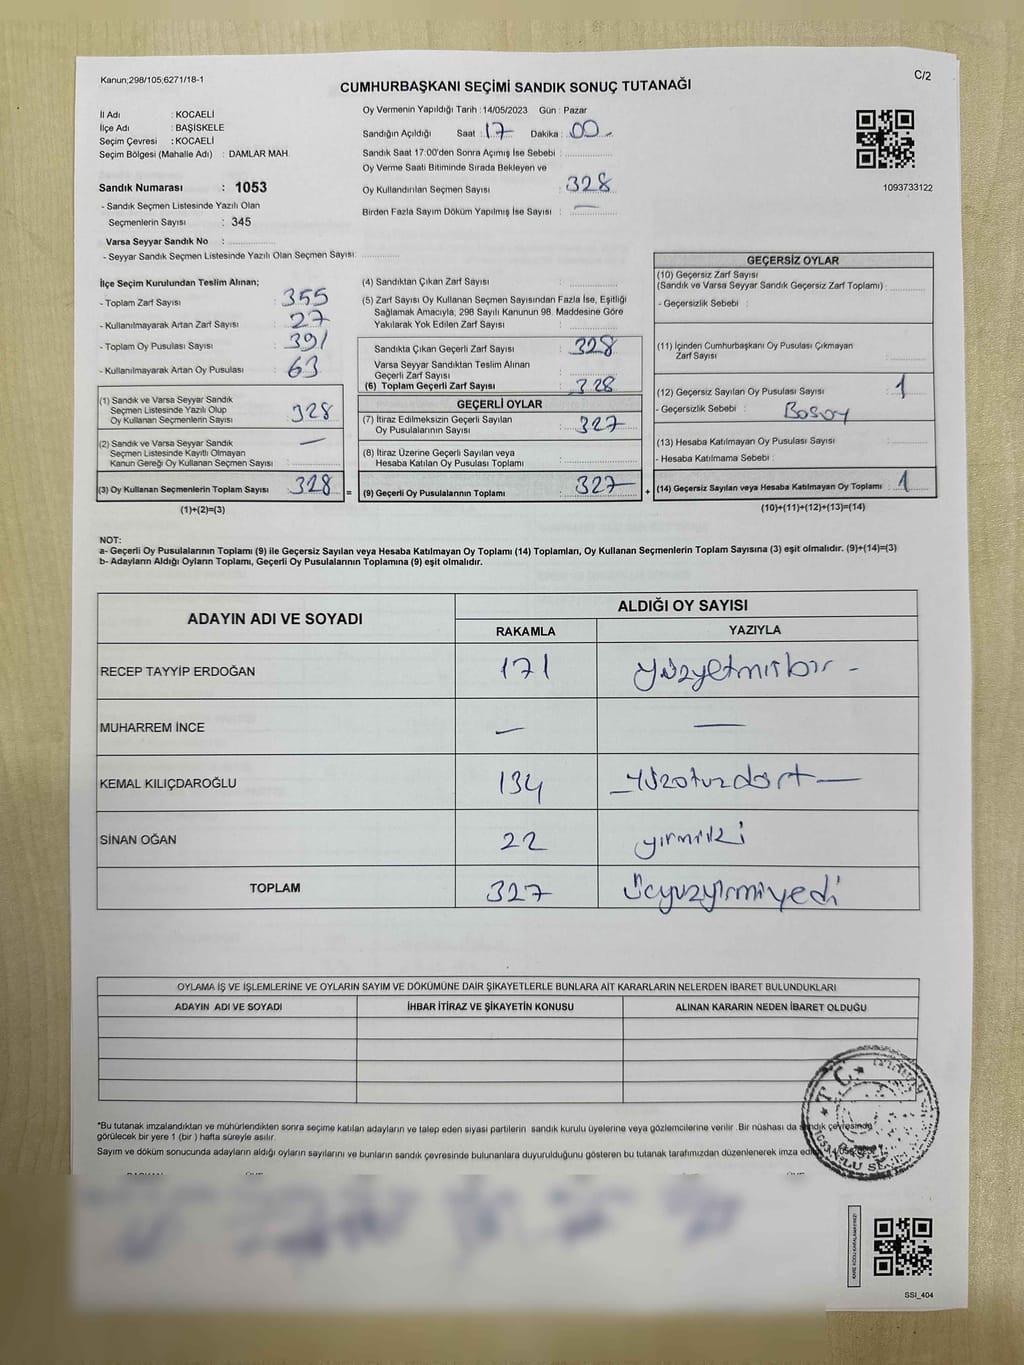 Kanun;298/105;6271/18-1
C/2
CUMHURBAŞKANI SEÇİMİ SANDIK SONUÇ TUTANAĞI
İl Adı : KOCAELİ
İlçe Adı : BAŞİSKELE
Seçim Çevresi : KOCAELİ
Seçim Bölgesi (Mahalle Adı) : DAMLAR MAH.
Sandık Numarası : 1053
- Sandık Seçmen Listesinde Yazılı Olan
Seçmenlerin Sayısı : 345
Varsa Seyyar Sandık No :
- Seyyar Sandık Seçmen Listesinde Yazılı Olan Seçmen Sayısı:
Oy Vermenin Yapıldığı Tarih : 14/05/2023 Gün : Pazar
Sandığın Açıldığı Saat : 17 Dakika : 00
Sandık Saat 17:00'den Sonra Açımış İse Sebebi :
Oy Verme Saati Bitiminde Sırada Bekleyen ve
Oy Kullandırılan Seçmen Sayısı : 328
Birden Fazla Sayım Döküm Yapılmış İse Sayısı : —
1093733122
İlçe Seçim Kurulundan Teslim Alınan;
- Toplam Zarf Sayısı : 355
- Kullanılmayarak Artan Zarf Sayısı : 27
- Toplam Oy Pusulası Sayısı : 391
- Kullanılmayarak Artan Oy Pusulası : 63
(1) Sandık ve Varsa Seyyar Sandık
Seçmen Listesinde Yazılı Olup
Oy Kullanan Seçmenlerin Sayısı : 328
(2) Sandık ve Varsa Seyyar Sandık
Seçmen Listesinde Kayıtlı Olmayan
Kanun Gereği Oy Kullanan Seçmen Sayısı : —
(3) Oy Kullanan Seçmenlerin Toplam Sayısı : 328 =
(1)+(2)=(3)
(4) Sandıktan Çıkan Zarf Sayısı :
(5) Zarf Sayısı Oy Kullanan Seçmen Sayısından Fazla İse, Eşitliği
Sağlamak Amacıyla, 298 Sayılı Kanunun 98. Maddesine Göre
Yakılarak Yok Edilen Zarf Sayısı :
Sandıkta Çıkan Geçerli Zarf Sayısı : 328
Varsa Seyyar Sandıktan Teslim Alınan
Geçerli Zarf Sayısı :
(6) Toplam Geçerli Zarf Sayısı : 328
GEÇERLİ OYLAR
(7) İtiraz Edilmeksizin Geçerli Sayılan
Oy Pusulalarının Sayısı : 327
(8) İtiraz Üzerine Geçerli Sayılan veya
Hesaba Katılan Oy Pusulası Toplamı :
(9) Geçerli Oy Pusulalarının Toplamı : 327 +
GEÇERSİZ OYLAR
(10) Geçersiz Zarf Sayısı
(Sandık ve Varsa Seyyar Sandık Geçersiz Zarf Toplamı) :
- Geçersizlik Sebebi :
(11) İçinden Cumhurbaşkanı Oy Pusulası Çıkmayan
Zarf Sayısı :
(12) Geçersiz Sayılan Oy Pusulası Sayısı : 1
- Geçersizlik Sebebi :
(13) Hesaba Katılmayan Oy Pusulası Sayısı :
- Hesaba Katılmama Sebebi :
(14) Geçersiz Sayılan veya Hesaba Katılmayan Oy Toplamı : 1
(10)+(11)+(12)+(13)=(14)
NOT:
a- Geçerli Oy Pusulalarının Toplamı (9) ile Geçersiz Sayılan veya Hesaba Katılmayan Oy Toplamı (14) Toplamları, Oy Kullanan Seçmenlerin Toplam Sayısına (3) eşit olmalıdır. (9)+(14)=(3)
b- Adayların Aldığı Oyların Toplamı, Geçerli Oy Pusulalarının Toplamına (9) eşit olmalıdır.
ADAYIN ADI VE SOYADI
ALDIĞI OY SAYISI
RAKAMLA YAZIYLA
RECEP TAYYİP ERDOĞAN 171 yüzyetmişbir -
MUHARREM İNCE — —
KEMAL KILIÇDAROĞLU 134 —yüzotuzdört—
SİNAN OĞAN 22 yirmiiki
TOPLAM 327 üçyüzyirmiyedi
OYLAMA İŞ VE İŞLEMLERİNE VE OYLARIN SAYIM VE DÖKÜMÜNE DAİR ŞİKAYETLERLE BUNLARA AİT KARARLARIN NELERDEN İBARET BULUNDUKLARI
ADAYIN ADI VE SOYADI İHBAR İTİRAZ VE ŞİKAYETİN KONUSU ALINAN KARARIN NEDEN İBARET OLDUĞU
*Bu tutanak imzalandıktan ve mühürlendikten sonra seçime katılan adayların ve talep eden siyasi partilerin sandık kurulu üyelerine veya gözlemcilerine verilir .Bir nüshası da sandık çevresinde
görülecek bir yere 1 (bir ) hafta süreyle asılır.
Sayım ve döküm sonucunda adayların aldığı oyların sayılarını ve bunların sandık çevresinde bulunanlara duyurulduğunu gösteren bu tutanak tarafımızdan düzenlenerek imza
T.C.
SSI_404